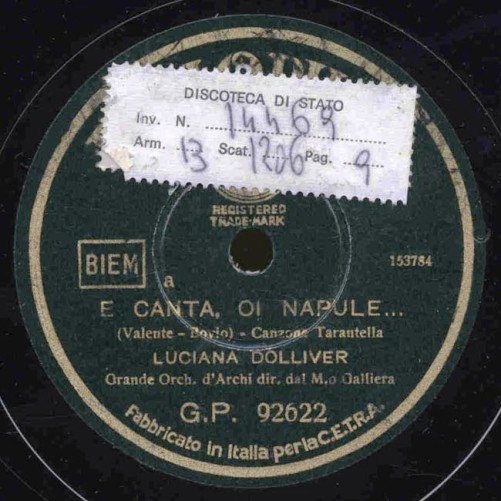 DISCOTECA DI STATO
Inv. N. 14469
Arm. 13 Scat. 1206 Pag. 9
REGISTERED
TRADE-MARK
BIEM
153784
a
E CANTA, OI NAPULE...
(Valente - Bovio) - Canzone Tarantella
LUCIANA DOLLIVER
Grande Orch. d'Archi dir. dal M.o Galliera
G.P. 92622
Fabbricato in Italia per la C.E.T.R.A.